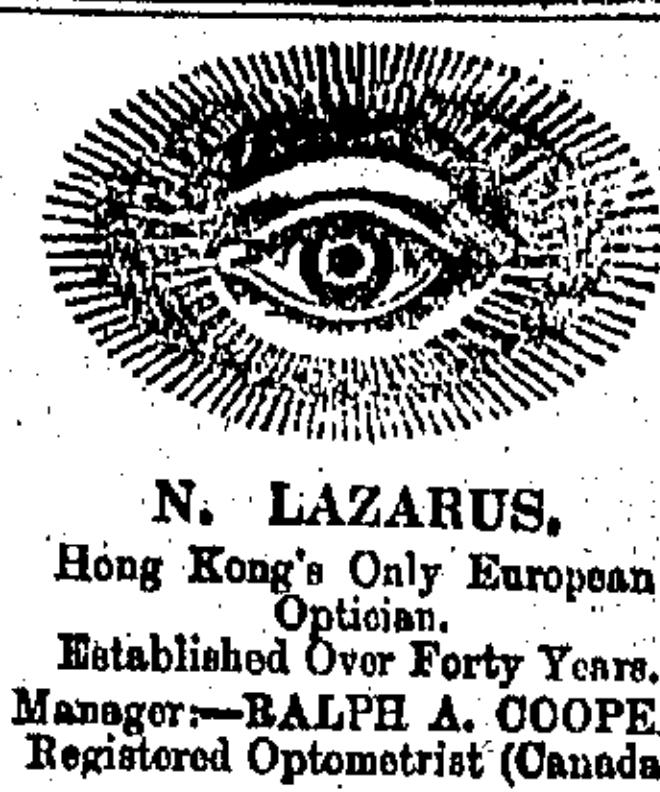 N. LAZARUS.
Hong Kong's Only European
Optician.
Established Over Forty Years.
Manager:—RALPH A. COOPE
Registered Optometrist (Canada